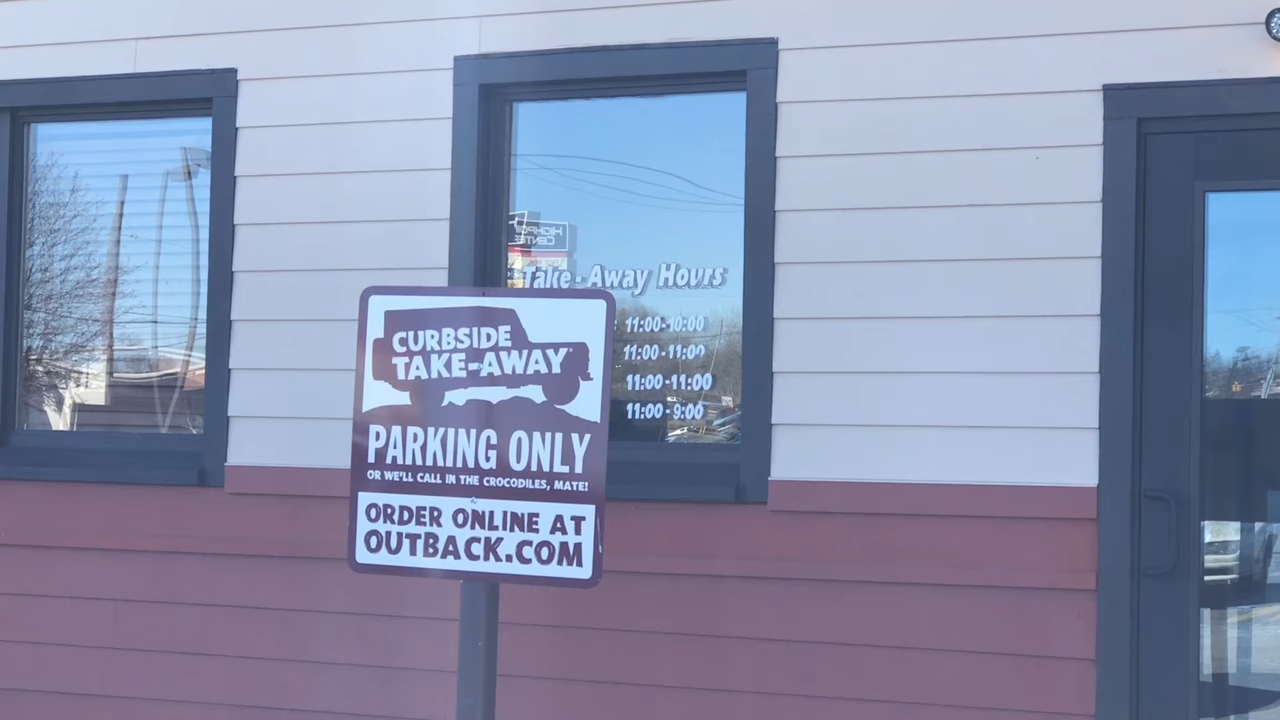 Take-Away Hours
11:00-10:00
11:00-11:00
11:00-11:00
11:00-9:00
CURBSIDE
TAKE-AWAY
PARKING ONLY
OR WE'LL CALL IN THE CROCODILES, MATE!
ORDER ONLINE AT
OUTBACK.COM